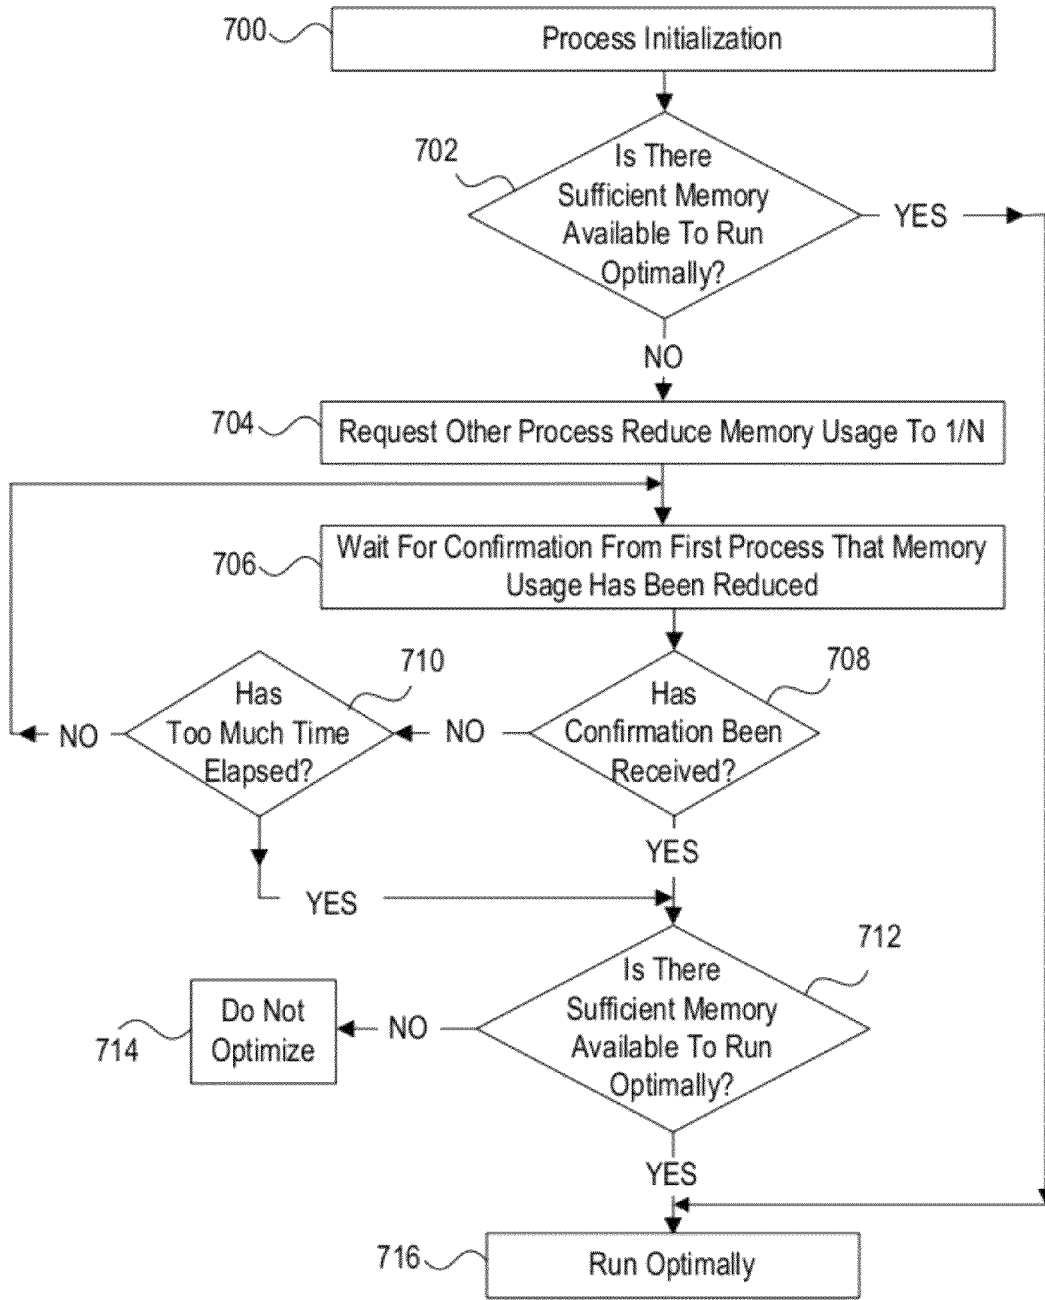 700
Process Initialization
702
Is There
Sufficient Memory
Available To Run
Optimally?
YES
NO
704
Request Other Process Reduce Memory Usage To 1/N
706
Wait For Confirmation From First Process That Memory
Usage Has Been Reduced
710
708
Has
Too Much Time
Elapsed?
Has
Confirmation Been
Received?
NO
NO
YES
YES
712
Is There
Sufficient Memory
Available To Run
Optimally?
NO
714
Do Not
Optimize
YES
716
Run Optimally